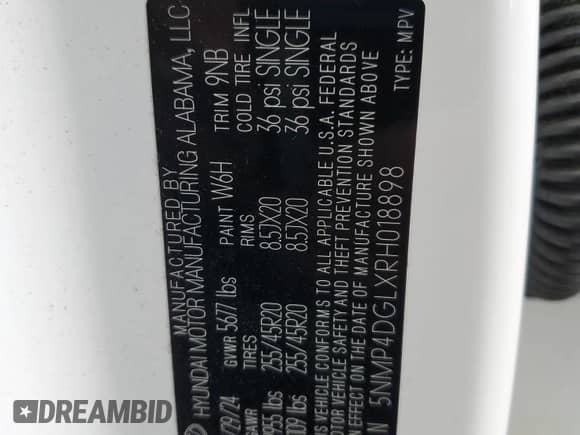 MANUFACTURED BY
HYUNDAI MOTOR MANUFACTURING ALABAMA, LLC
/29/24 GVWR 5677 lbs PAINT W6H TRIM 9NB
GAWR TIRES RIMS COLD TIRE INFL
955 lbs 255/45R20 8.5JX20 36 psi SINGLE
109 lbs 255/45R20 8.5JX20 36 psi SINGLE
VEHICLE CONFORMS TO ALL APPLICABLE U.S.A. FEDERAL
MOTOR VEHICLE SAFETY AND THEFT PREVENTION STANDARDS
ON DATE OF MANUFACTURE SHOWN ABOVE
5NMP4DGLXRH018898 TYPE: MPV
DREAMBID